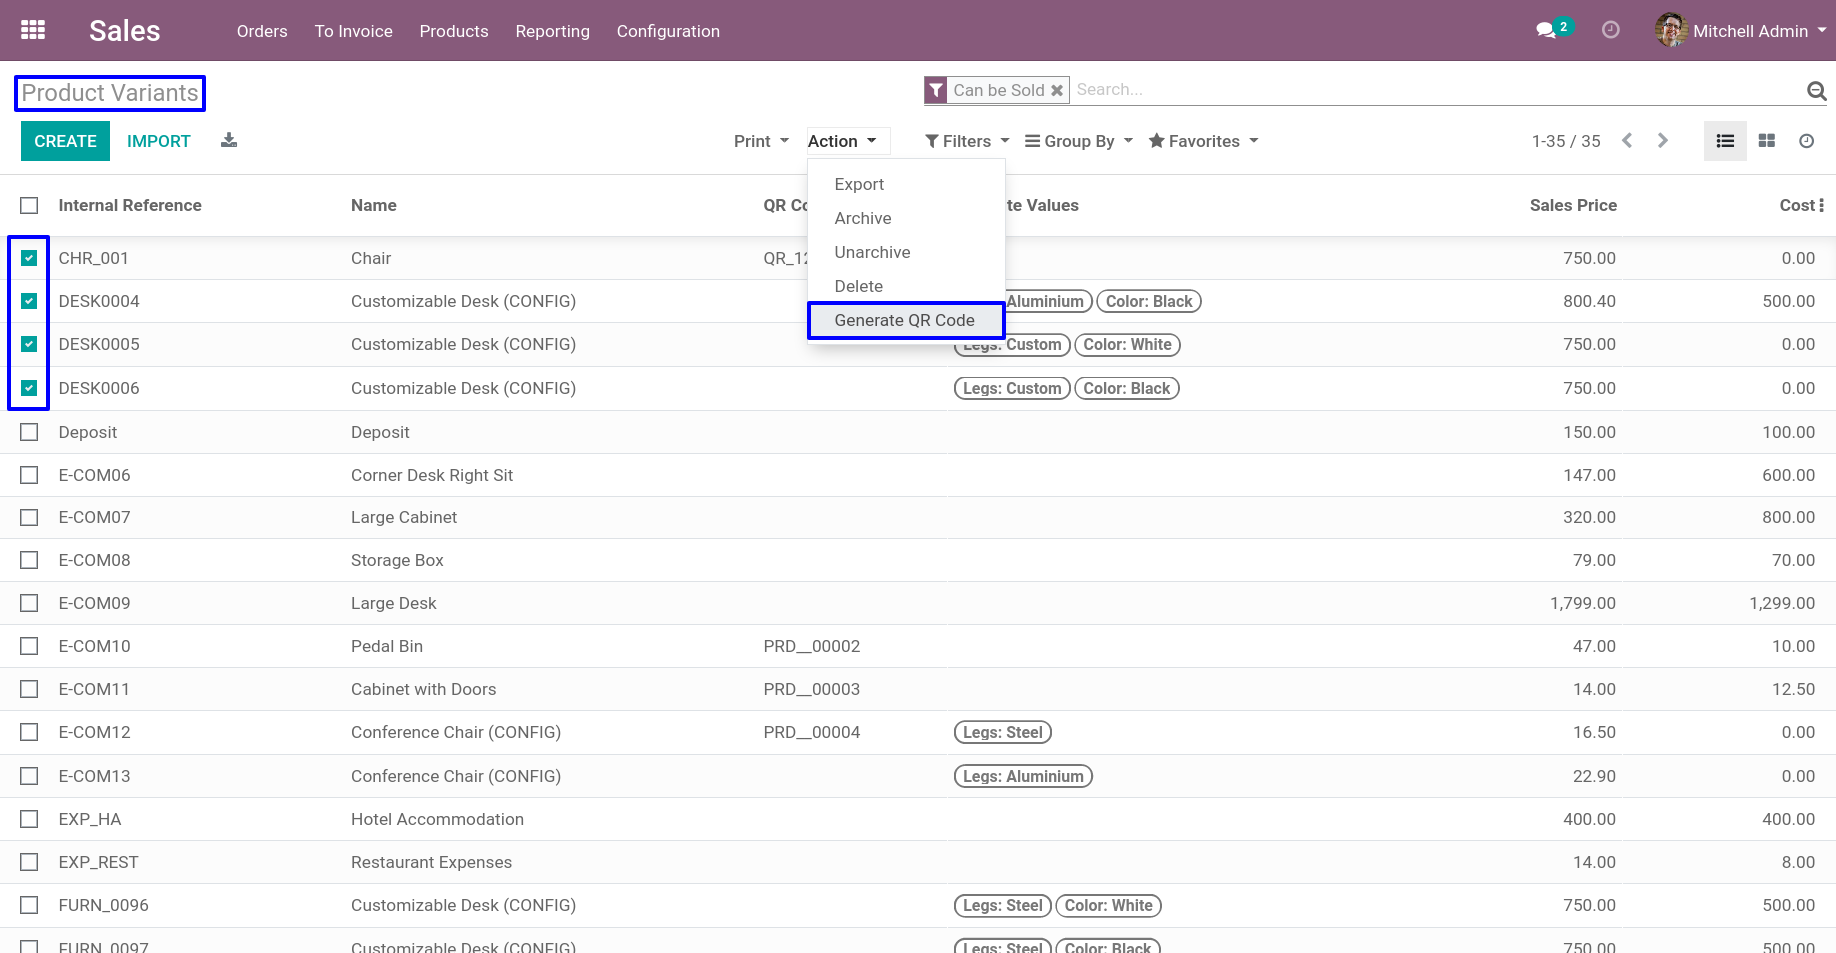 Sales Orders To Invoice Products Reporting Configuration 2 Mitchell Admin
Product Variants Can be Sold Search...
CREATE IMPORT Print Action Filters Group By Favorites 1-35 / 35
Export
Archive
Unarchive
Delete
Generate QR Code
Internal Reference Name QR Values Sales Price Cost
CHR_001 Chair 750.00 0.00
DESK0004 Customizable Desk (CONFIG) Aluminium Color: Black 800.40 500.00
DESK0005 Customizable Desk (CONFIG) Legs: Custom Color: White 750.00 0.00
DESK0006 Customizable Desk (CONFIG) Legs: Custom Color: Black 750.00 0.00
Deposit Deposit 150.00 100.00
E-COM06 Corner Desk Right Sit 147.00 600.00
E-COM07 Large Cabinet 320.00 800.00
E-COM08 Storage Box 79.00 70.00
E-COM09 Large Desk 1,799.00 1,299.00
E-COM10 Pedal Bin PRD__00002 47.00 10.00
E-COM11 Cabinet with Doors PRD__00003 14.00 12.50
E-COM12 Conference Chair (CONFIG) PRD__00004 Legs: Steel 16.50 0.00
E-COM13 Conference Chair (CONFIG) Legs: Aluminium 22.90 0.00
EXP_HA Hotel Accommodation 400.00 400.00
EXP_REST Restaurant Expenses 14.00 8.00
FURN_0096 Customizable Desk (CONFIG) Legs: Steel Color: White 750.00 500.00
FURN_0097 Customizable Desk (CONFIG) Legs: Steel Color: Black 750.00 500.00